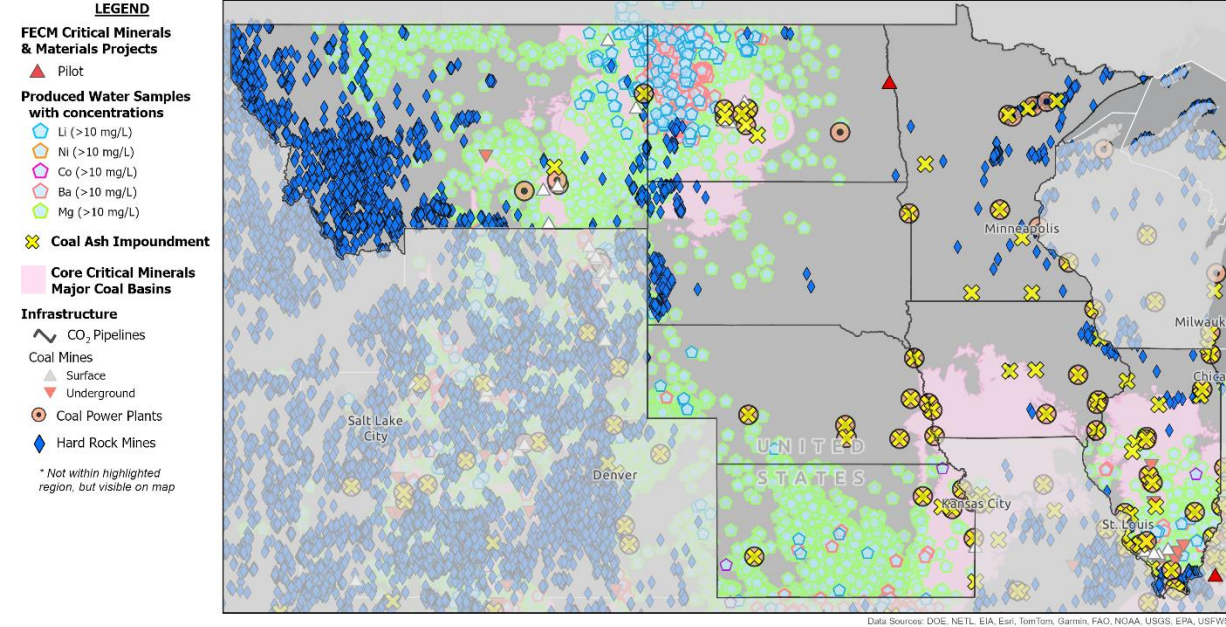 LEGEND
FECM Critical Minerals
& Materials Projects
Pilot
Produced Water Samples
with concentrations
Li (>10 mg/L)
Ni (>10 mg/L)
Co (>10 mg/L)
Ba (>10 mg/L)
Mg (>10 mg/L)
Coal Ash Impoundment
Core Critical Minerals
Major Coal Basins
Infrastructure
CO2 Pipelines
Coal Mines
Surface
Underground
Coal Power Plants
Hard Rock Mines
* Not within highlighted
region, but visible on map
Minneapolis
Milwauk
Chica
Salt Lake
City
UNITED
Denver
STATES
Kansas City
St. Louis
Data Sources: DOE, NETL, EIA, Esri, TomTom, Garmin, FAO, NOAA, USGS, EPA, USFW